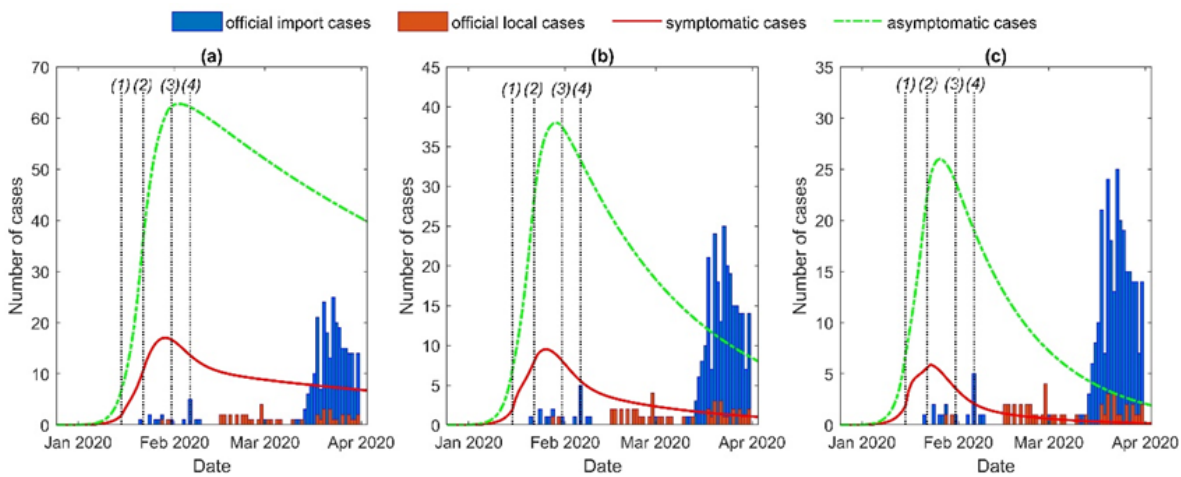 official import cases official local cases symptomatic cases asymptomatic cases
(a) (b) (c)
70
60
50
40
30
20
10
0
(1) (2) (3) (4)
Number of cases
Jan 2020 Feb 2020 Mar 2020 Apr 2020
Date
45
40
35
30
25
20
15
10
5
0
(1) (2) (3) (4)
Number of cases
Jan 2020 Feb 2020 Mar 2020 Apr 2020
Date
35
30
25
20
15
10
5
0
(1) (2) (3) (4)
Number of cases
Jan 2020 Feb 2020 Mar 2020 Apr 2020
Date